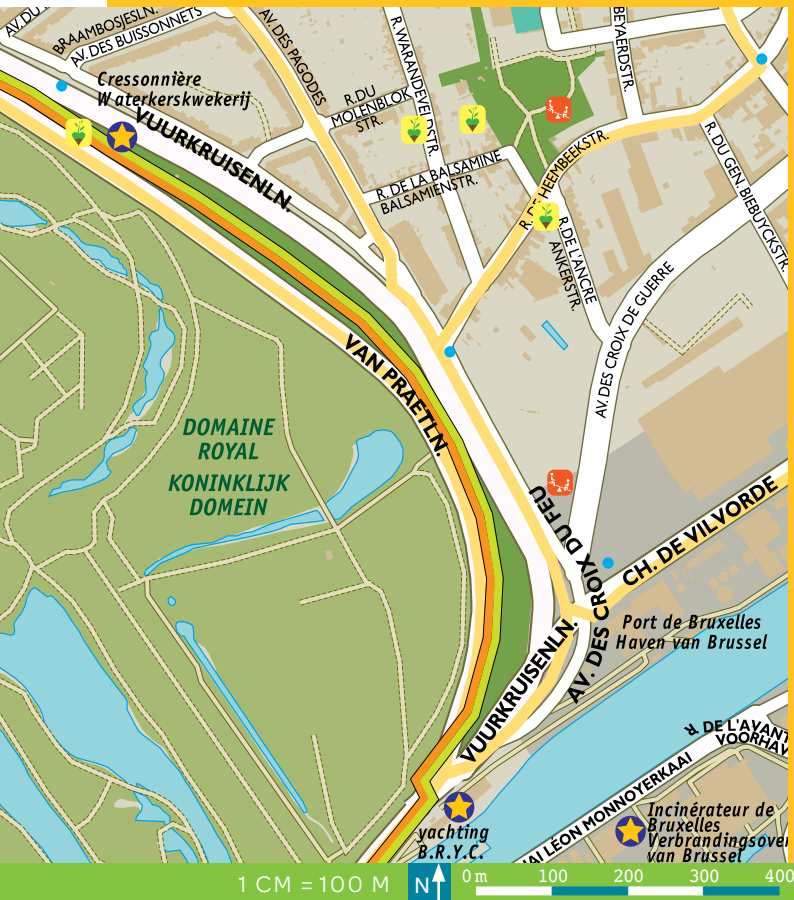 AV.DU
BRAAMBOSJESLN.
AV.DES BUISSONNETS
AV. DES PAGODES
R.WARANDEVELDSTR.
BEYAERDSTR.
Cressonnière
Waterkerskwekerij
R.DU
MOLENBLOK
STR.
VUURKRUISENLN.
R. DE LA BALSAMINE
BALSAMIENSTR.
R. DE HEEMBEEKSTR.
R. DU GEN. BIEBUYCKSTR.
R.DE L'ANCRE
ANKERSTR.
AV. DES CROIX DE GUERRE
VAN PRAETLN.
DOMAINE
ROYAL
KONINKLIJK
DOMEIN
AV. DES CROIX DU FEU
CH. DE VILVORDE
VUURKRUISENLN.
Port de Bruxelles
Haven van Brussel
R. DE L'AVANT
VOORHAV
AI LÉON MONNOYERKAAI
yachting
B.R.Y.C.
Incinérateur de
Bruxelles
Verbrandingsoven
van Brussel
1 CM = 100 M
N
0 m 100 200 300 400